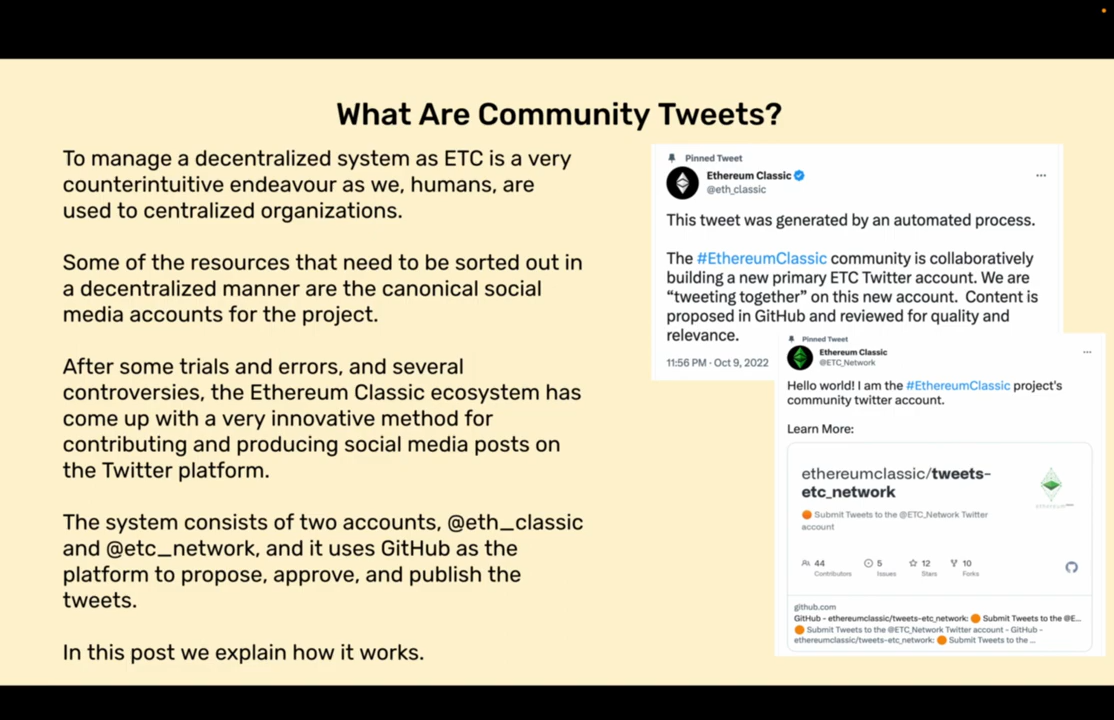 What Are Community Tweets?
To manage a decentralized system as ETC is a very
counterintuitive endeavour as we, humans, are
used to centralized organizations.
Some of the resources that need to be sorted out in
a decentralized manner are the canonical social
media accounts for the project.
After some trials and errors, and several
controversies, the Ethereum Classic ecosystem has
come up with a very innovative method for
contributing and producing social media posts on
the Twitter platform.
The system consists of two accounts, @eth_classic
and @etc_network, and it uses GitHub as the
platform to propose, approve, and publish the
tweets.
In this post we explain how it works.
Pinned Tweet
Ethereum Classic
@eth_classic
This tweet was generated by an automated process.
The #EthereumClassic community is collaboratively
building a new primary ETC Twitter account. We are
“tweeting together” on this new account. Content is
proposed in GitHub and reviewed for quality and
relevance.
11:56 PM · Oct 9, 2022
Pinned Tweet
Ethereum Classic
@ETC_Network
Hello world! I am the #EthereumClassic project's
community twitter account.
Learn More:
ethereumclassic/tweets-
etc_network
Submit Tweets to the @ETC_Network Twitter
account
44 Contributors
5 Issues
12 Stars
10 Forks
github.com
GitHub - ethereumclassic/tweets-etc_network: Submit Tweets to the @E...
Submit Tweets to the @ETC_Network Twitter account - GitHub -
ethereumclassic/tweets-etc_network: Submit Tweets to the ...